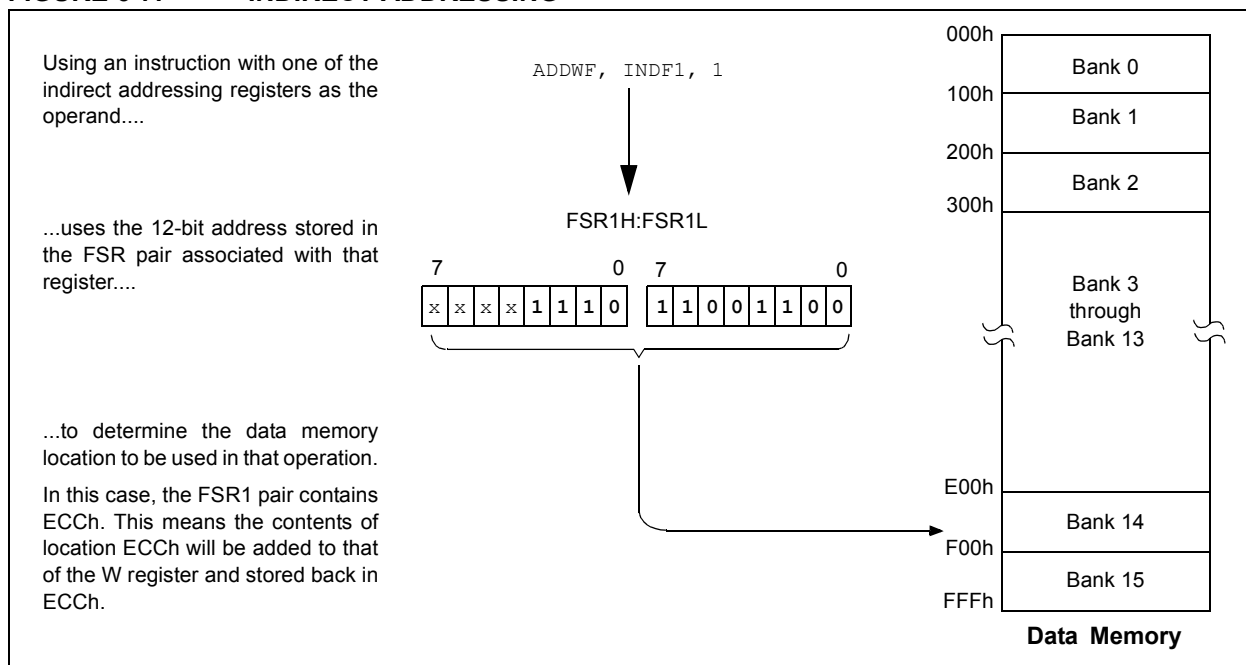 Using an instruction with one of the
indirect addressing registers as the
operand....
ADDWF, INDF1, 1
...uses the 12-bit address stored in
the FSR pair associated with that
register....
FSR1H:FSR1L
7 0 7 0
x x x x 1 1 1 0 1 1 0 0 1 1 0 0
...to determine the data memory
location to be used in that operation.
In this case, the FSR1 pair contains
ECCh. This means the contents of
location ECCh will be added to that
of the W register and stored back in
ECCh.
000h
Bank 0
100h
Bank 1
200h
Bank 2
300h
Bank 3
through
Bank 13
E00h
Bank 14
F00h
Bank 15
FFFh
Data Memory